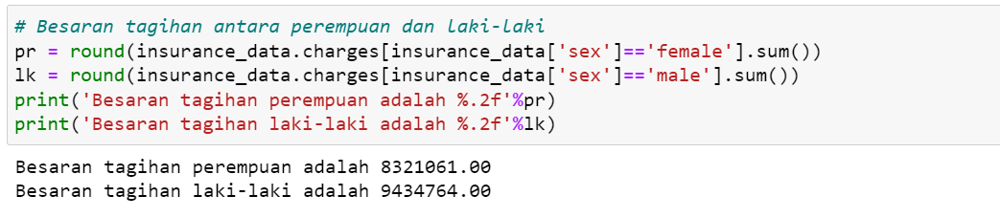 # Besaran tagihan antara perempuan dan laki-laki
pr = round(insurance_data.charges[insurance_data['sex']=='female'].sum())
lk = round(insurance_data.charges[insurance_data['sex']=='male'].sum())
print('Besaran tagihan perempuan adalah %.2f'%pr)
print('Besaran tagihan laki-laki adalah %.2f'%lk)
Besaran tagihan perempuan adalah 8321061.00
Besaran tagihan laki-laki adalah 9434764.00